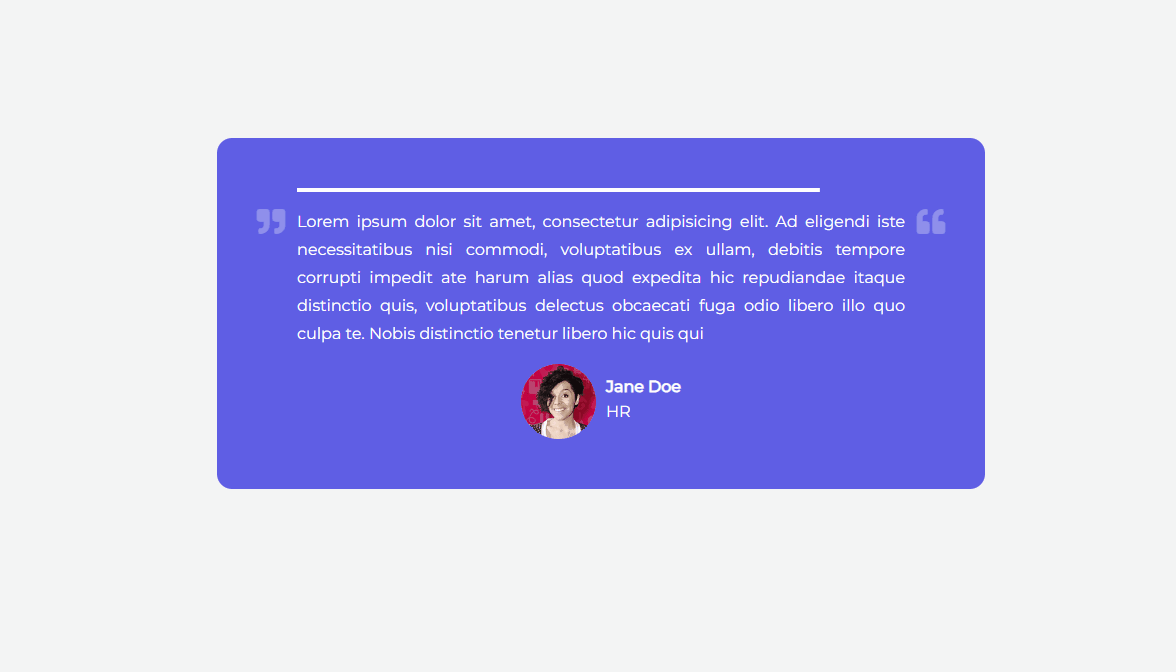 Lorem ipsum dolor sit amet, consectetur adipisicing elit. Ad eligendi iste
necessitatibus nisi commodi, voluptatibus ex ullam, debitis tempore
corrupti impedit ate harum alias quod expedita hic repudiandae itaque
distinctio quis, voluptatibus delectus obcaecati fuga odio libero illo quo
culpa te. Nobis distinctio tenetur libero hic quis qui
Jane Doe
HR